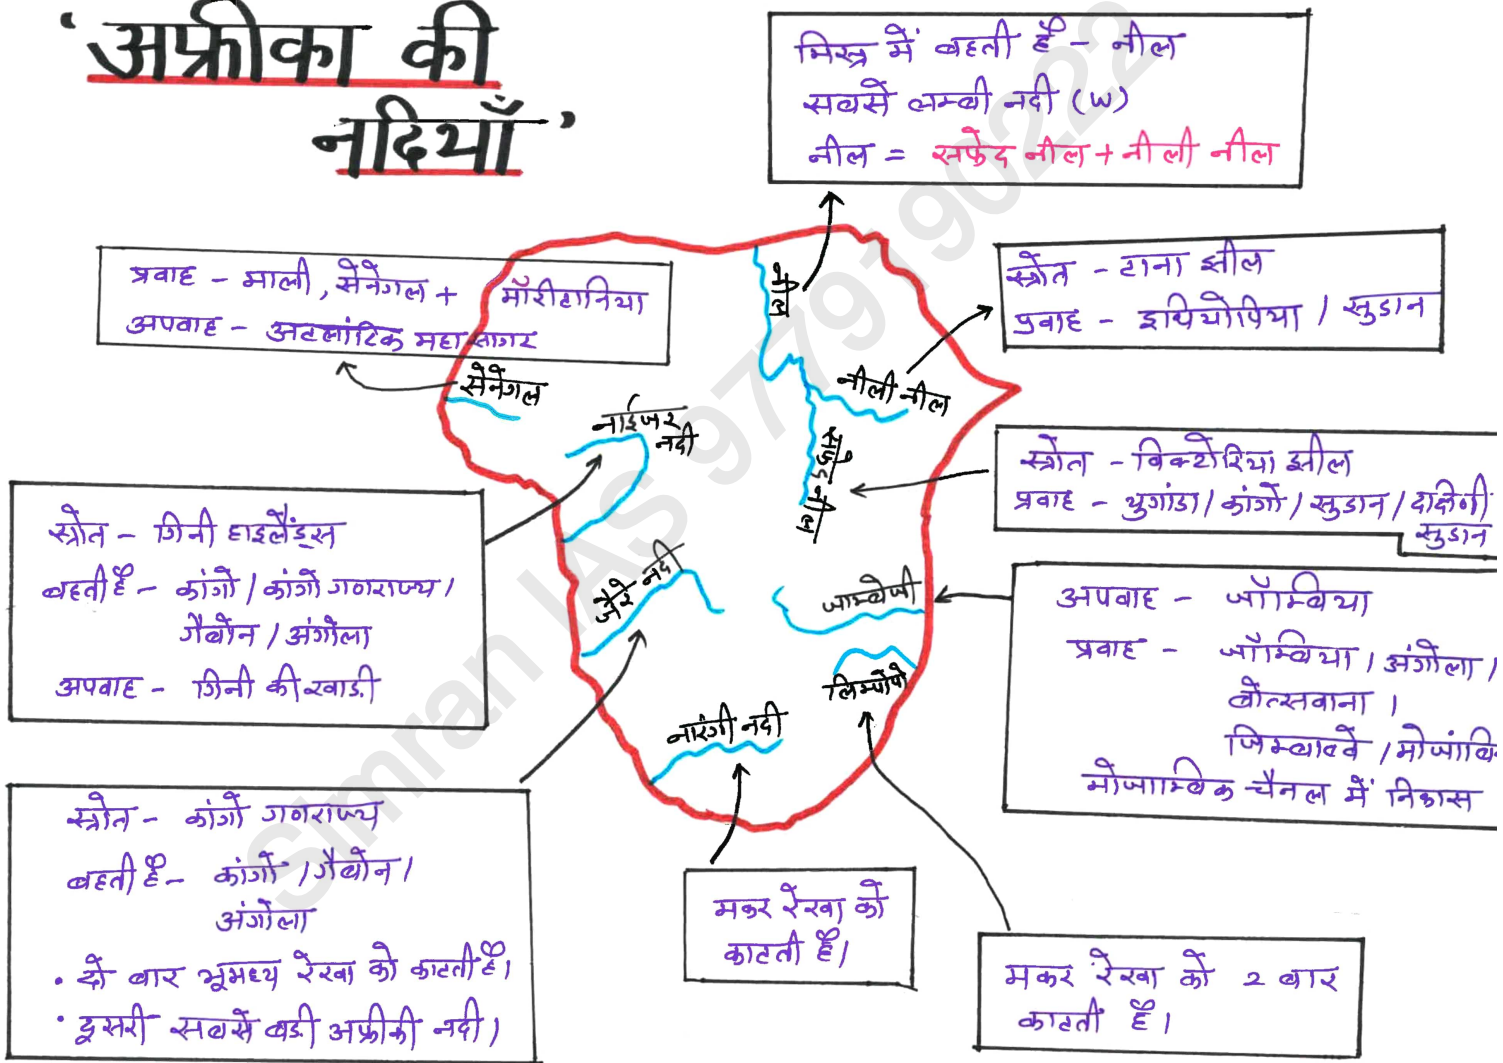 'अफ्रीका की
नदियाँ'
मिस्त्र में बहती है - नील
सबसे लम्बी नदी (W)
नील = सफेद नील + नीली नील
प्रवाह - माली, सेनेगल + मॉरीटानिया
अपवाह - अटलांटिक महासागर
स्त्रोत - टाना झील
प्रवाह - इथियोपिया / सुडान
नील
सेनेगल
नीली नील
नाईजर
नदी
सफेद नील
स्त्रोत - विक्टोरिया झील
प्रवाह - युगांडा / कांगो / सुडान / दक्षिणी
सुडान
स्त्रोत - गिनी हाइलैंड्स
बहती है - कांगो / कांगो गणराज्य /
गैबोन / अंगोला
अपवाह - गिनी की खाडी
जैरे नदी
जाम्बेजी
अपवाह - जॉम्बिया
प्रवाह - जॉम्बिया / अंगोला /
बोत्सवाना /
जिम्बाब्वे / मोजांबि
मोजाम्बिक चैनल में निकास
लिम्पोपो
नारंगी नदी
स्त्रोत - कांगो गणराज्य
बहती है - कांगो / गैबोन /
अंगोला
• दो बार भूमध्य रेखा को काटती है।
• दूसरी सबसे बडी अफ्रीकी नदी।
मकर रेखा को
काटती है।
मकर रेखा को 2 बार
काटती है।
Simran IAS 9779190222